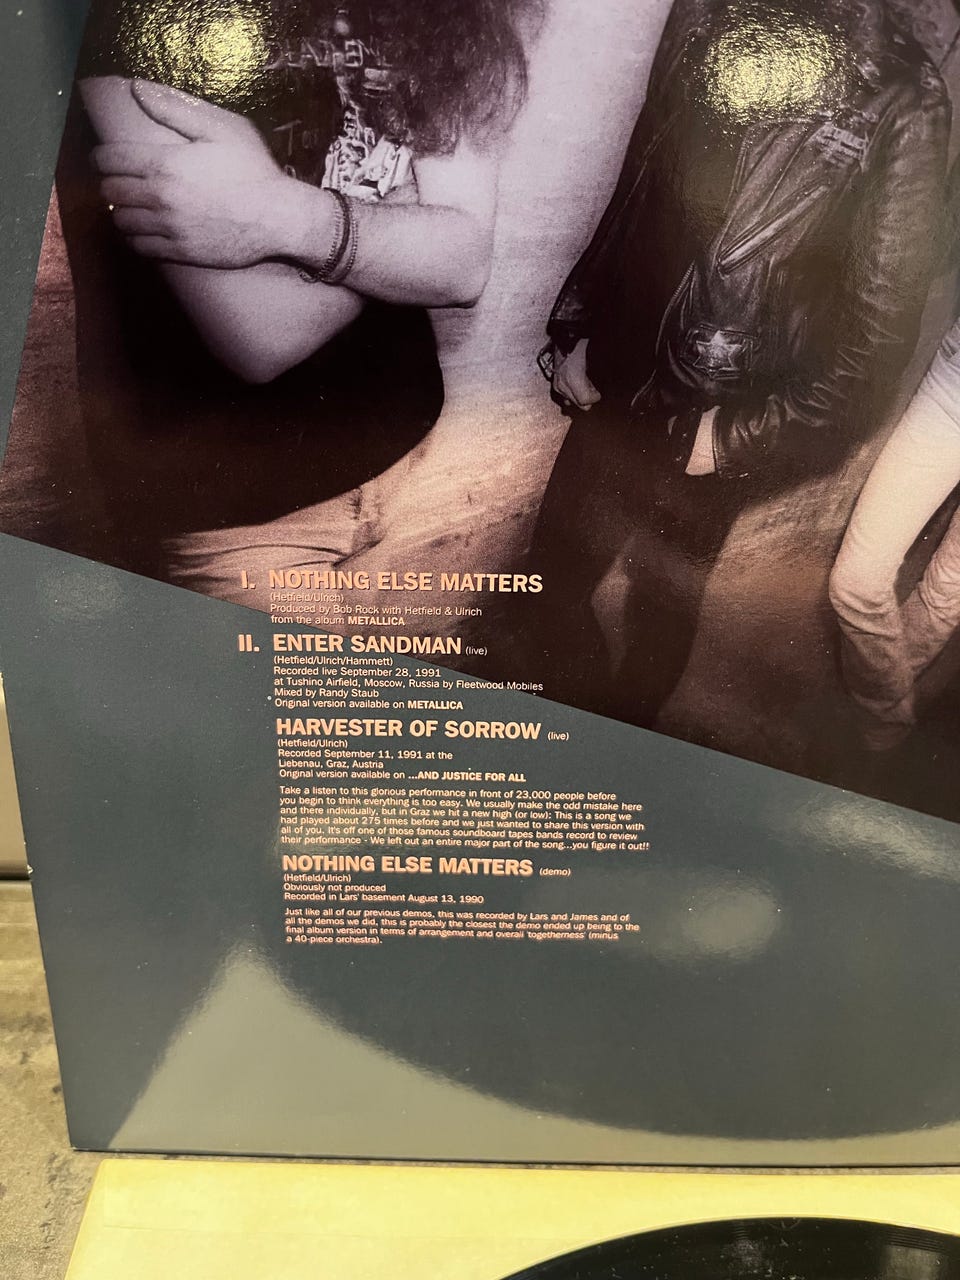 I. NOTHING ELSE MATTERS
(Hetfield/Ulrich)
Produced by Bob Rock with Hetfield & Ulrich
from the album METALLICA
II. ENTER SANDMAN (live)
(Hetfield/Ulrich/Hammett)
Recorded live September 28, 1991
at Tushino Airfield, Moscow, Russia by Fleetwood Mobiles
Mixed by Randy Staub
Original version available on METALLICA
HARVESTER OF SORROW (live)
(Hetfield/Ulrich)
Recorded September 11, 1991 at the
Liebenau, Graz, Austria
Original version available on ...AND JUSTICE FOR ALL
Take a listen to this glorious performance in front of 23,000 people before
you begin to think everything is too easy. We usually make the odd mistake here
and there individually, but in Graz we hit a new high (or low): This is a song we
had played about 275 times before and we just wanted to share this version with
all of you. It's off one of those famous soundboard tapes bands record to review
their performance - We left out an entire major part of the song...you figure it out!!
NOTHING ELSE MATTERS (demo)
(Hetfield/Ulrich)
Obviously not produced
Recorded in Lars' basement August 13, 1990
Just like all of our previous demos, this was recorded by Lars and James and of
all the demos we did, this is probably the closest the demo ended up being to the
final album version in terms of arrangement and overall 'togetherness' (minus
a 40-piece orchestra).